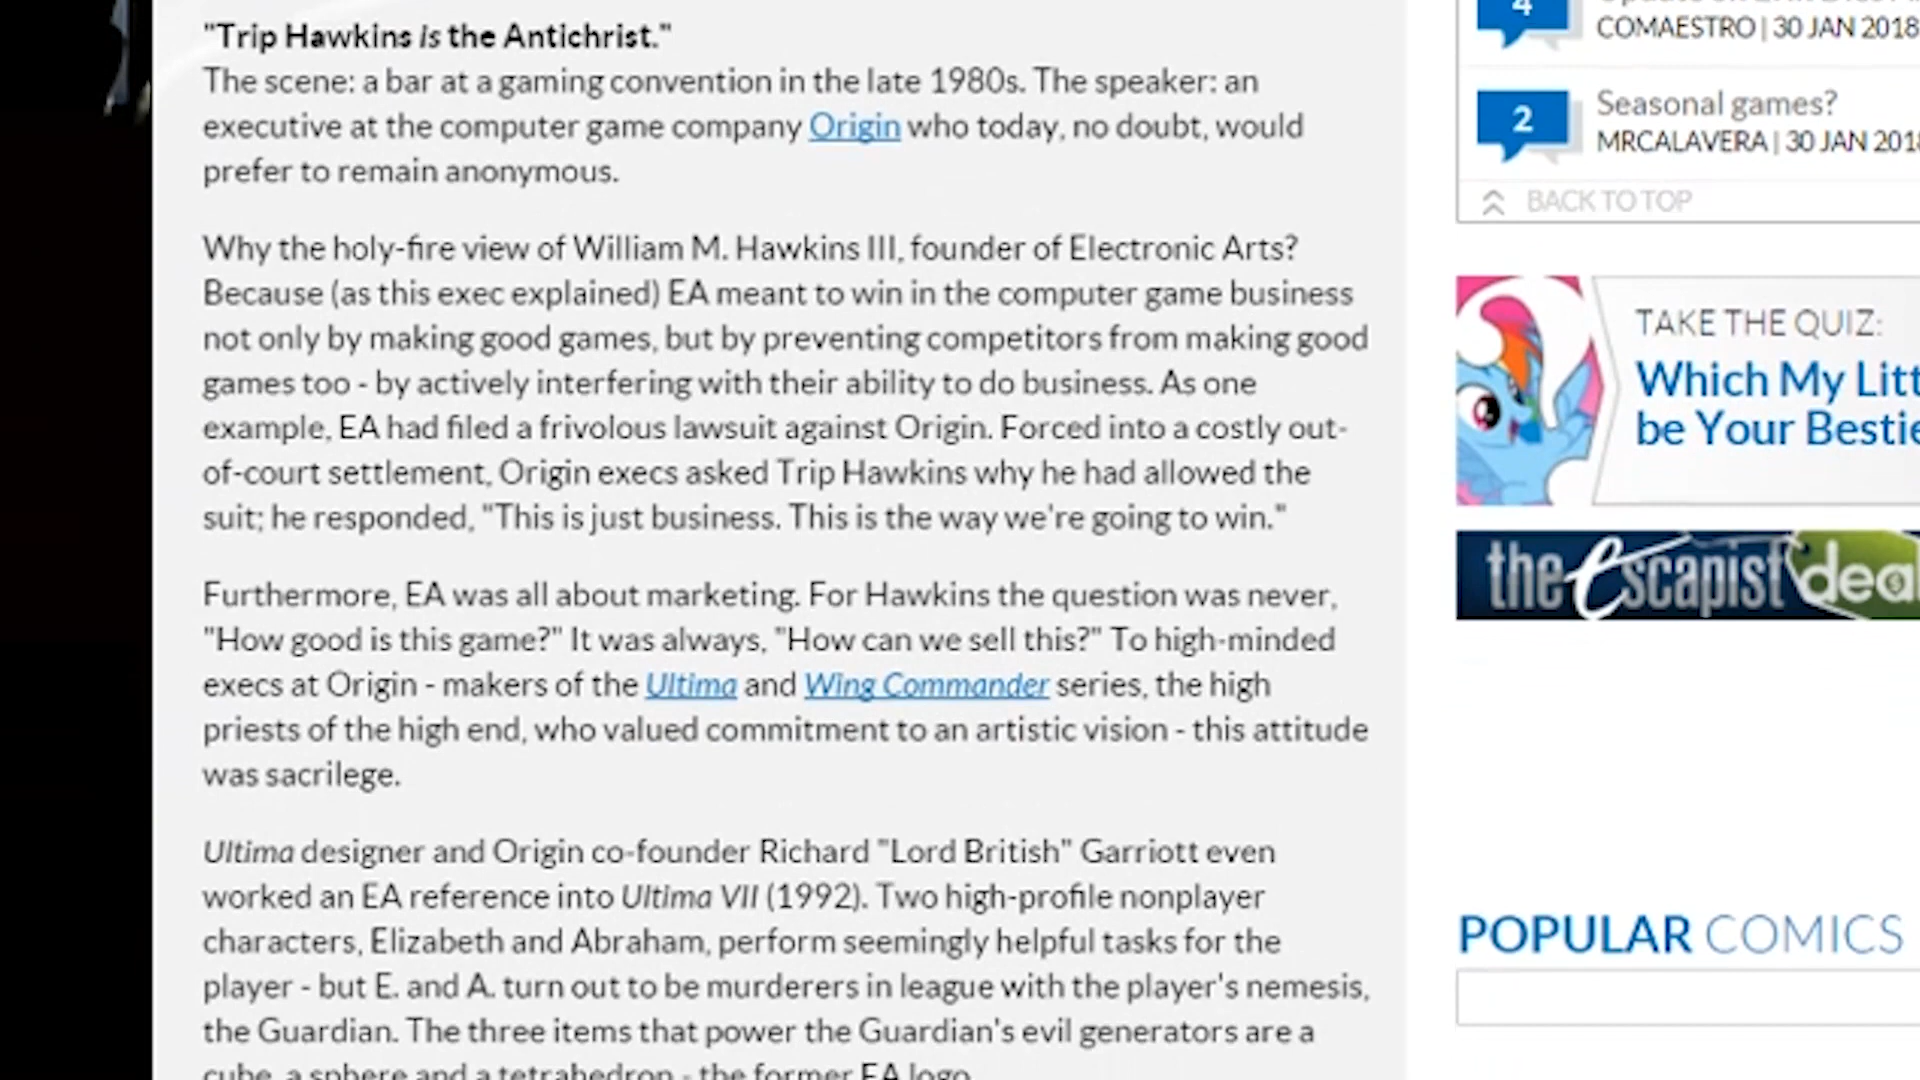 "Trip Hawkins is the Antichrist."
The scene: a bar at a gaming convention in the late 1980s. The speaker: an
executive at the computer game company Origin who today, no doubt, would
prefer to remain anonymous.
Why the holy-fire view of William M. Hawkins III, founder of Electronic Arts?
Because (as this exec explained) EA meant to win in the computer game business
not only by making good games, but by preventing competitors from making good
games too - by actively interfering with their ability to do business. As one
example, EA had filed a frivolous lawsuit against Origin. Forced into a costly out-
of-court settlement, Origin execs asked Trip Hawkins why he had allowed the
suit; he responded, "This is just business. This is the way we're going to win."
Furthermore, EA was all about marketing. For Hawkins the question was never,
"How good is this game?" It was always, "How can we sell this?" To high-minded
execs at Origin - makers of the Ultima and Wing Commander series, the high
priests of the high end, who valued commitment to an artistic vision - this attitude
was sacrilege.
Ultima designer and Origin co-founder Richard "Lord British" Garriott even
worked an EA reference into Ultima VII (1992). Two high-profile nonplayer
characters, Elizabeth and Abraham, perform seemingly helpful tasks for the
player - but E. and A. turn out to be murderers in league with the player's nemesis,
the Guardian. The three items that power the Guardian's evil generators are a
cube, a sphere and a tetrahedron - the former EA logo.
4
COMAESTRO | 30 JAN 2018
2
Seasonal games?
MRCALAVERA | 30 JAN 201
BACK TO TOP
TAKE THE QUIZ:
Which My Litt
be Your Bestie
the escapist deal
POPULAR COMICS